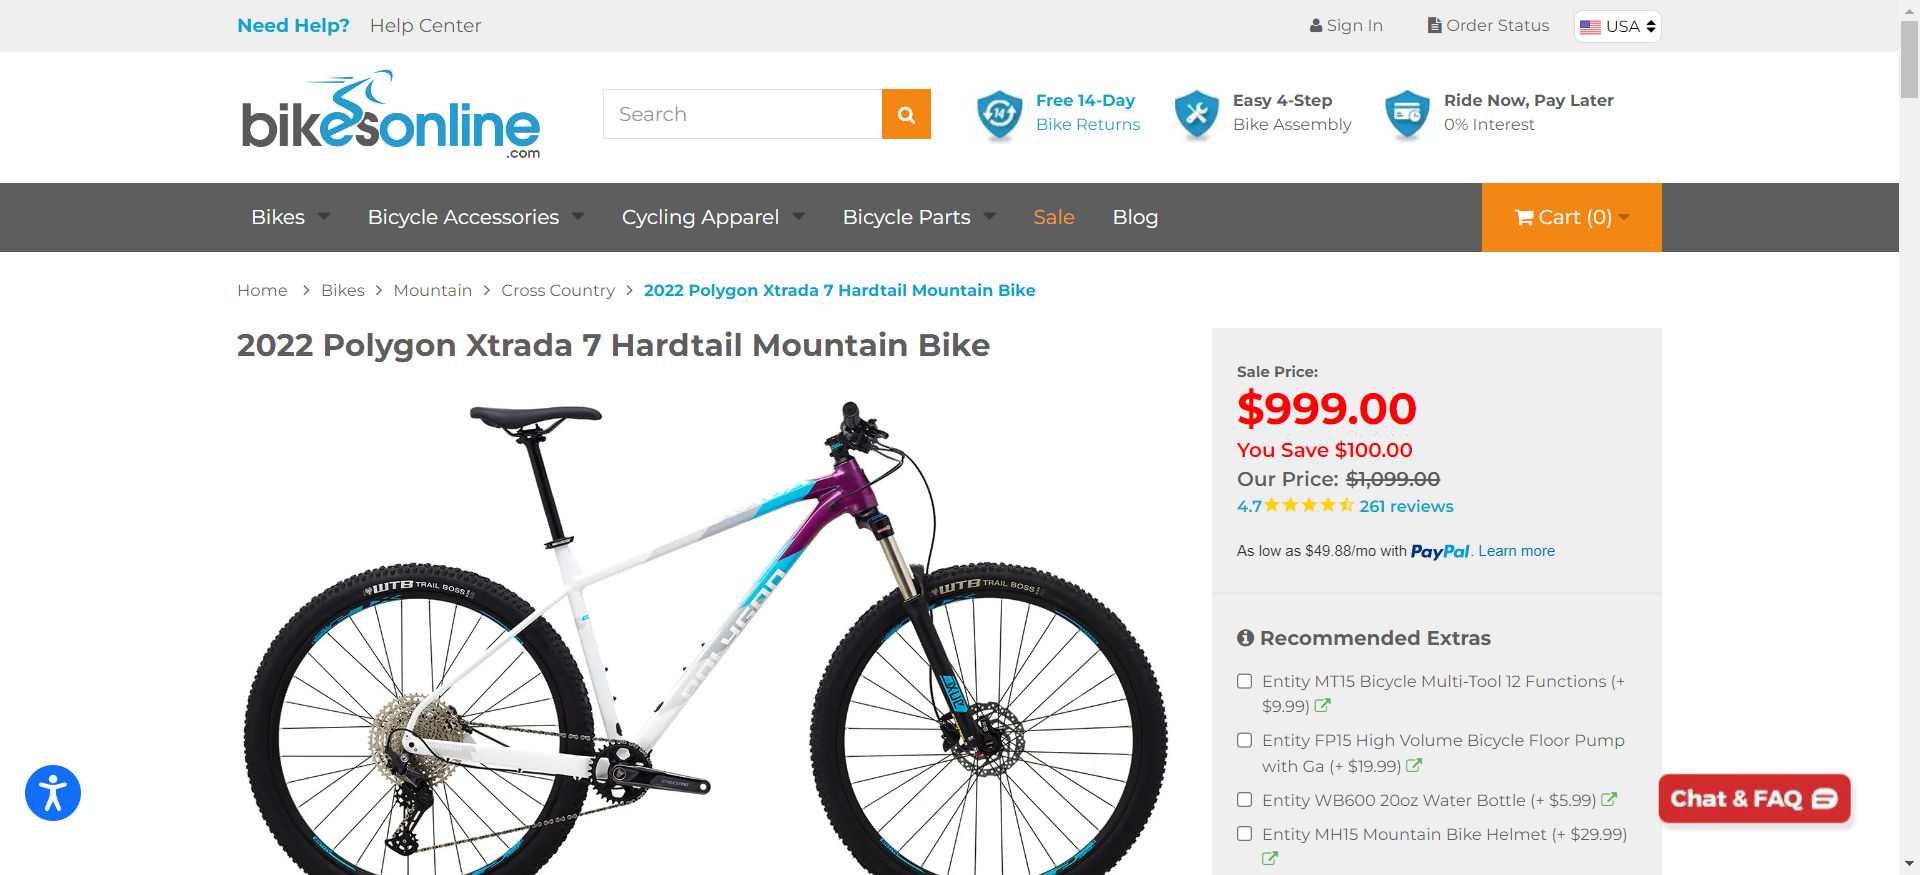 Need Help? Help Center
Sign In Order Status USA
bikesonline
.com
Search
Free 14-Day
Bike Returns
14
Easy 4-Step
Bike Assembly
Ride Now, Pay Later
0% Interest
Bikes Bicycle Accessories Cycling Apparel Bicycle Parts Sale Blog Cart (0)
Home > Bikes > Mountain > Cross Country > 2022 Polygon Xtrada 7 Hardtail Mountain Bike
2022 Polygon Xtrada 7 Hardtail Mountain Bike
WTB TRAIL BOSS
WTB TRAIL BOSS
POLYGON
DEORE
Sale Price:
$999.00
You Save $100.00
Our Price: $1,099.00
4.7 261 reviews
As low as $49.88/mo with PayPal. Learn more
Recommended Extras
Entity MT15 Bicycle Multi-Tool 12 Functions (+
$9.99)
Entity FP15 High Volume Bicycle Floor Pump
with Ga (+ $19.99)
Entity WB600 20oz Water Bottle (+ $5.99)
Entity MH15 Mountain Bike Helmet (+ $29.99)
Chat & FAQ